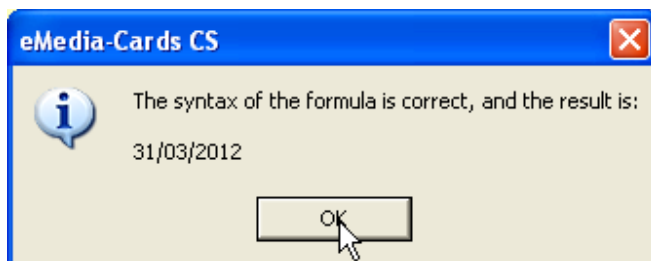 eMedia-Cards CS
The syntax of the formula is correct, and the result is:
31/03/2012
OK